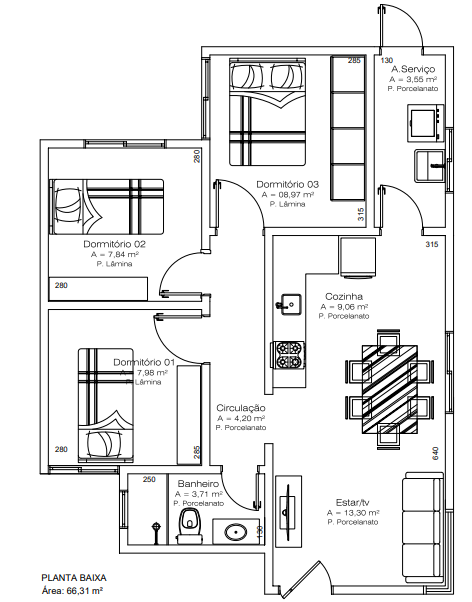 285
130
A.Serviço
A = 3,55 m²
P. Porcelanato
280
Dormitório 03
A = 08,97 m²
P. Lâmina
315
Dormitório 02
A = 7,84 m²
P. Lâmina
315
280
Cozinha
A = 9,06 m²
P. Porcelanato
Dormitório 01
A = 7,98 m²
P. Lâmina
Circulação
A = 4,20 m²
P. Porcelanato
280
285
640
250
Banheiro
A = 3,71 m²
P. Porcelanato
150
Estar/tv
A = 13,30 m²
P. Porcelanato
PLANTA BAIXA
Área: 66,31 m²